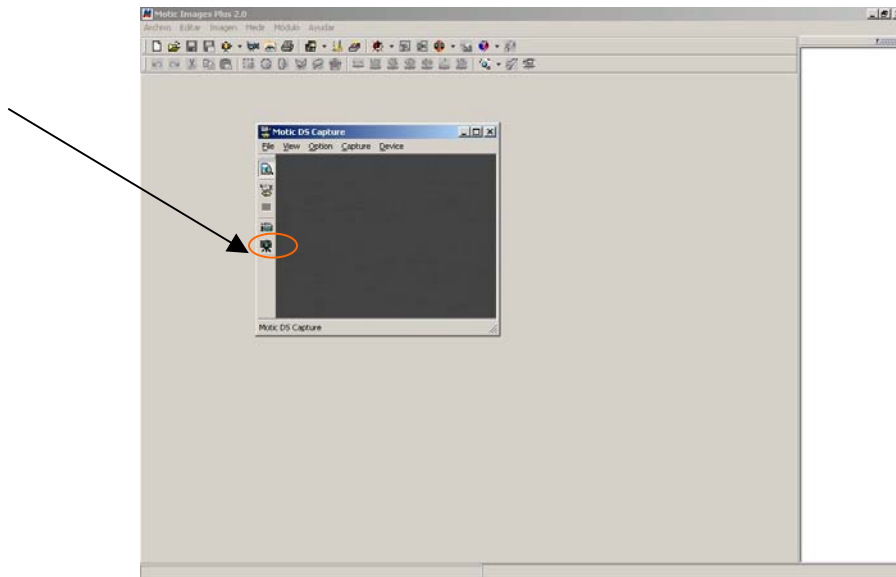 Motic Images Plus 2.0
Archivo Editar Imagen Medir Módulo Ayudar
Motic DS Capture
File View Option Capture Device
Motic DS Capture